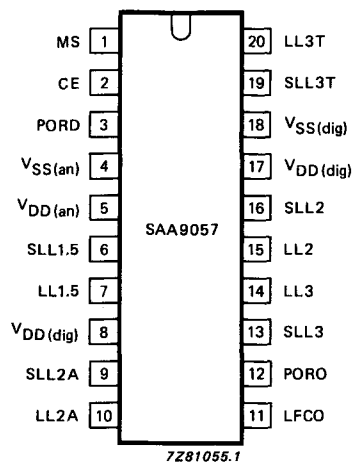 MS 1 20 LL3T
CE 2 19 SLL3T
PORD 3 18 VSS(dig)
VSS(an) 4 17 VDD(dig)
VDD(an) 5 16 SLL2
SAA9057
SLL1.5 6 15 LL2
LL1.5 7 14 LL3
VDD(dig) 8 13 SLL3
SLL2A 9 12 PORO
LL2A 10 11 LFCO
7Z81055.1